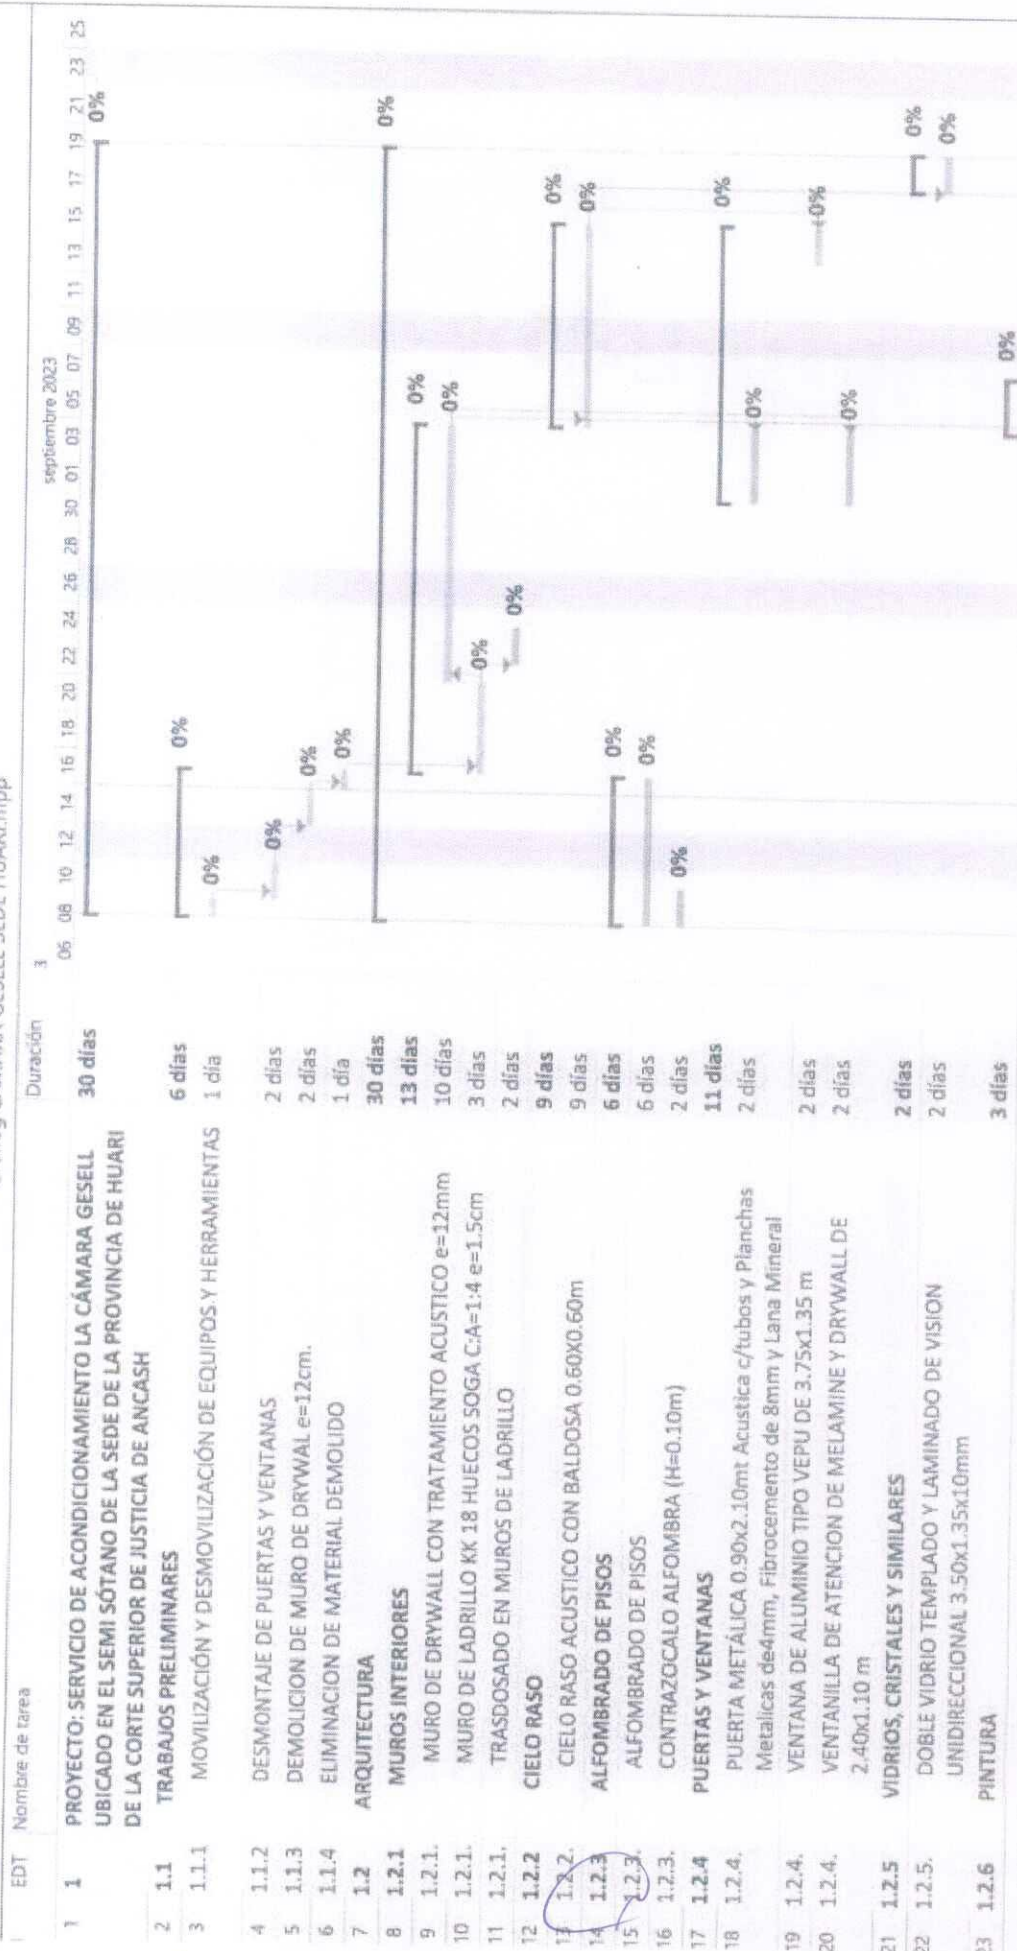 EDT Nombre de tarea Duración
3 septiembre 2023
06 08 10 12 14 16 18 20 22 24 26 28 30 01 03 05 07 09 11 13 15 17 19 21 23 25
1 1 PROYECTO: SERVICIO DE ACONDICIONAMIENTO LA CÁMARA GESELL 30 días 0%
UBICADO EN EL SEMI SÓTANO DE LA SEDE DE LA PROVINCIA DE HUARI
DE LA CORTE SUPERIOR DE JUSTICIA DE ANCASH
2 1.1 TRABAJOS PRELIMINARES 6 días 0%
3 1.1.1 MOVILIZACIÓN Y DESMOVILIZACIÓN DE EQUIPOS Y HERRAMIENTAS 1 día 0%
4 1.1.2 DESMONTAJE DE PUERTAS Y VENTANAS 2 días 0%
5 1.1.3 DEMOLICION DE MURO DE DRYWAL e=12cm. 2 días 0%
6 1.1.4 ELIMINACION DE MATERIAL DEMOLIDO 1 día 0%
7 1.2 ARQUITECTURA 30 días 0%
8 1.2.1 MUROS INTERIORES 13 días 0%
9 1.2.1. MURO DE DRYWALL CON TRATAMIENTO ACUSTICO e=12mm 10 días 0%
10 1.2.1. MURO DE LADRILLO KK 18 HUECOS SOGA C:A=1:4 e=1.5cm 3 días 0%
11 1.2.1. TRASDOSADO EN MUROS DE LADRILLO 2 días 0%
12 1.2.2 CIELO RASO 9 días 0%
13 1.2.2. CIELO RASO ACUSTICO CON BALDOSA 0.60X0.60m 9 días 0%
14 1.2.3 ALFOMBRADO DE PISOS 6 días 0%
15 1.2.3. ALFOMBRADO DE PISOS 6 días 0%
16 1.2.3. CONTRAZOCALO ALFOMBRA (H=0.10m) 2 días 0%
17 1.2.4 PUERTAS Y VENTANAS 11 días 0%
18 1.2.4. PUERTA METÁLICA 0.90x2.10mt Acustica c/tubos y Planchas 2 días 0%
Metalicas de4mm, Fibrocemento de 8mm y Lana Mineral
19 1.2.4. VENTANA DE ALUMINIO TIPO VEPU DE 3.75x1.35 m 2 días 0%
20 1.2.4. VENTANILLA DE ATENCION DE MELAMINE Y DRYWALL DE 2 días 0%
2.40x1.10 m
21 1.2.5 VIDRIOS, CRISTALES Y SIMILARES 2 días 0%
22 1.2.5. DOBLE VIDRIO TEMPLADO Y LAMINADO DE VISION 2 días 0%
UNIDIRECCIONAL 3.50x1.35x10mm
23 1.2.6 PINTURA 3 días 0%